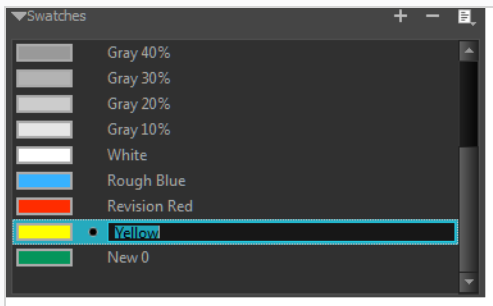 Swatches
Gray 40%
Gray 30%
Gray 20%
Gray 10%
White
Rough Blue
Revision Red
Yellow
New 0